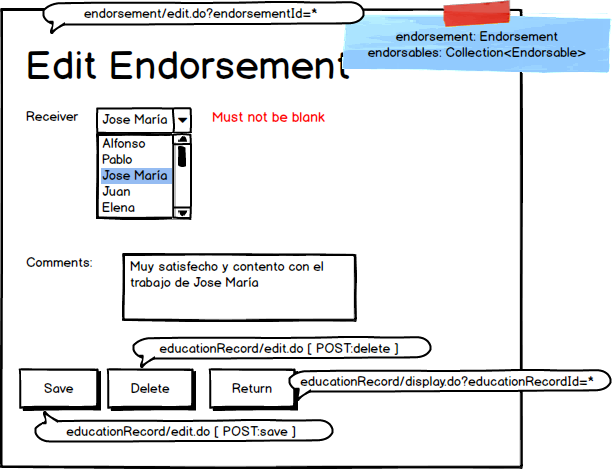 endorsement/edit.do?endorsementId=*
endorsement: Endorsement
endorsables: Collection<Endorsable>
Edit Endorsement
Receiver
Jose María
Must not be blank
Alfonso
Pablo
Jose María
Juan
Elena
Comments:
Muy satisfecho y contento con el
trabajo de Jose María
educationRecord/edit.do [ POST:delete ]
Save
Delete
Return
educationRecord/display.do?educationRecordId=*
educationRecord/edit.do [ POST:save ]